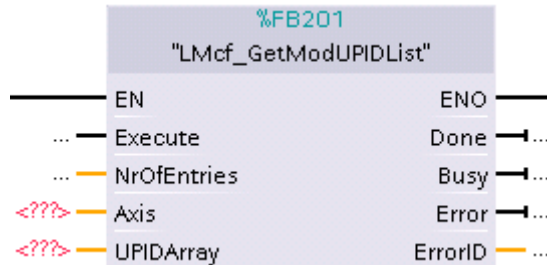 %FB201
"LMcf_GetModUPIDList"
EN ENO
... Execute Done ...
... NrOfEntries Busy ...
<???> Axis Error ...
<???> UPIDArray ErrorID ...